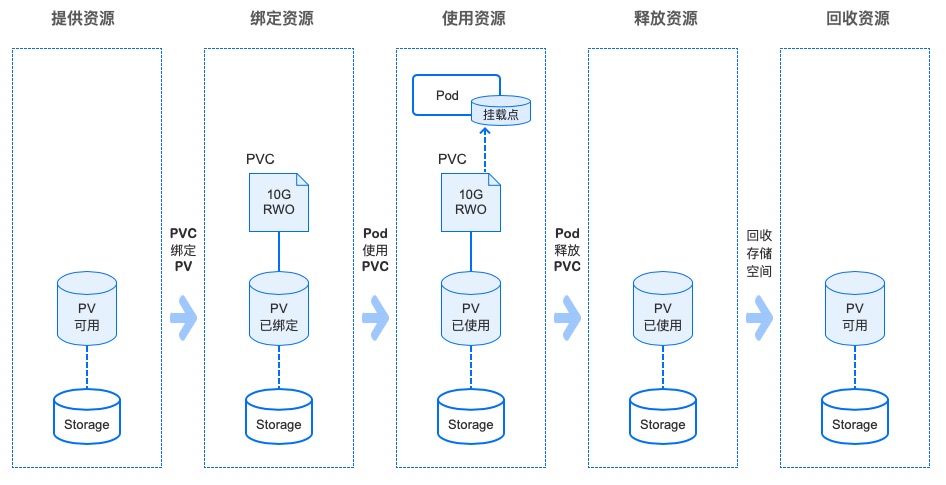 提供资源
绑定资源
使用资源
释放资源
回收资源
PV
可用
Storage
PVC
绑定
PV
PVC
10G
RWO
PV
已绑定
Storage
Pod
使用
PVC
Pod
挂载点
PVC
10G
RWO
PV
已使用
Storage
Pod
释放
PVC
PV
已使用
Storage
回收
存储
空间
PV
可用
Storage